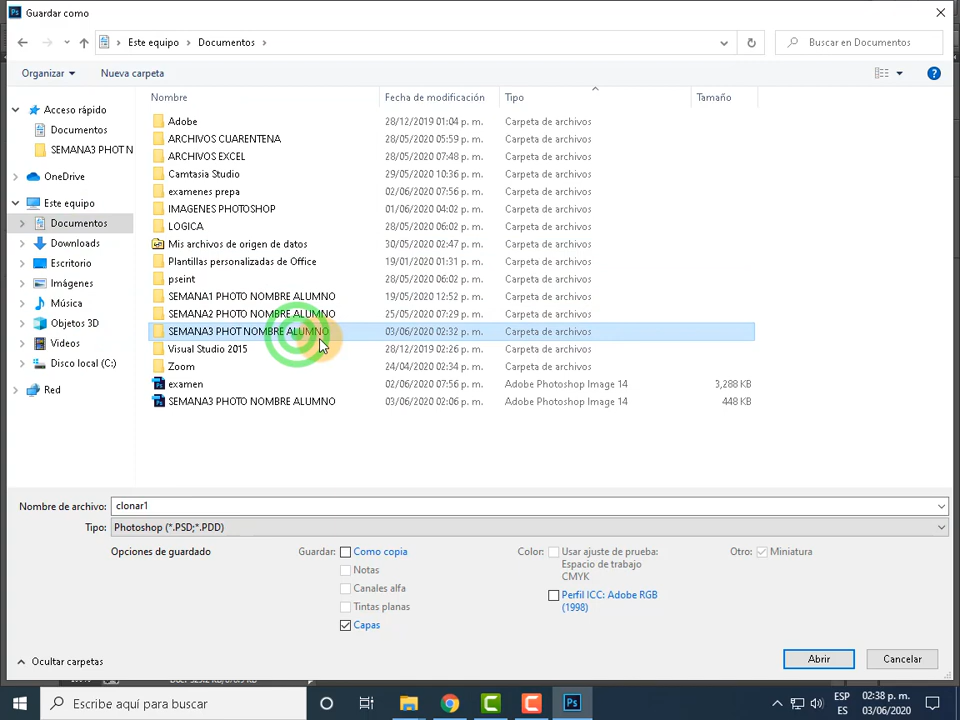 Guardar como
Este equipo > Documentos >
Buscar en Documentos
Organizar
Nueva carpeta
Nombre Fecha de modificación Tipo Tamaño
Acceso rápido
Documentos
SEMANA3 PHOT N
OneDrive
Este equipo
Documentos
Downloads
Escritorio
Imágenes
Música
Objetos 3D
Videos
Disco local (C:)
Red
Adobe 28/12/2019 01:04 p. m. Carpeta de archivos
ARCHIVOS CUARENTENA 28/05/2020 05:59 p. m. Carpeta de archivos
ARCHIVOS EXCEL 28/05/2020 07:48 p. m. Carpeta de archivos
Camtasia Studio 29/05/2020 10:36 p. m. Carpeta de archivos
examenes prepa 02/06/2020 07:56 p. m. Carpeta de archivos
IMAGENES PHOTOSHOP 01/06/2020 04:02 p. m. Carpeta de archivos
LOGICA 28/05/2020 06:02 p. m. Carpeta de archivos
Mis archivos de origen de datos 30/05/2020 02:47 p. m. Carpeta de archivos
Plantillas personalizadas de Office 19/01/2020 01:31 p. m. Carpeta de archivos
pseint 28/05/2020 06:02 p. m. Carpeta de archivos
SEMANA1 PHOTO NOMBRE ALUMNO 19/05/2020 12:52 p. m. Carpeta de archivos
SEMANA2 PHOTO NOMBRE ALUMNO 25/05/2020 07:29 p. m. Carpeta de archivos
SEMANA3 PHOT NOMBRE ALUMNO 03/06/2020 02:32 p. m. Carpeta de archivos
Visual Studio 2015 28/12/2019 02:26 p. m. Carpeta de archivos
Zoom 24/04/2020 02:34 p. m. Carpeta de archivos
examen 02/06/2020 07:56 p. m. Adobe Photoshop Image 14 3,288 KB
SEMANA3 PHOTO NOMBRE ALUMNO 03/06/2020 02:06 p. m. Adobe Photoshop Image 14 448 KB
Nombre de archivo: clonar1
Tipo: Photoshop (*.PSD;*.PDD)
Opciones de guardado
Guardar: Como copia
Notas
Canales alfa
Tintas planas
Capas
Color: Usar ajuste de prueba:
Espacio de trabajo
CMYK
Perfil ICC: Adobe RGB
(1998)
Otro: Miniatura
Ocultar carpetas
Abrir
Cancelar
Escribe aquí para buscar
Ps
ESP
ES
02:38 p. m.
03/06/2020